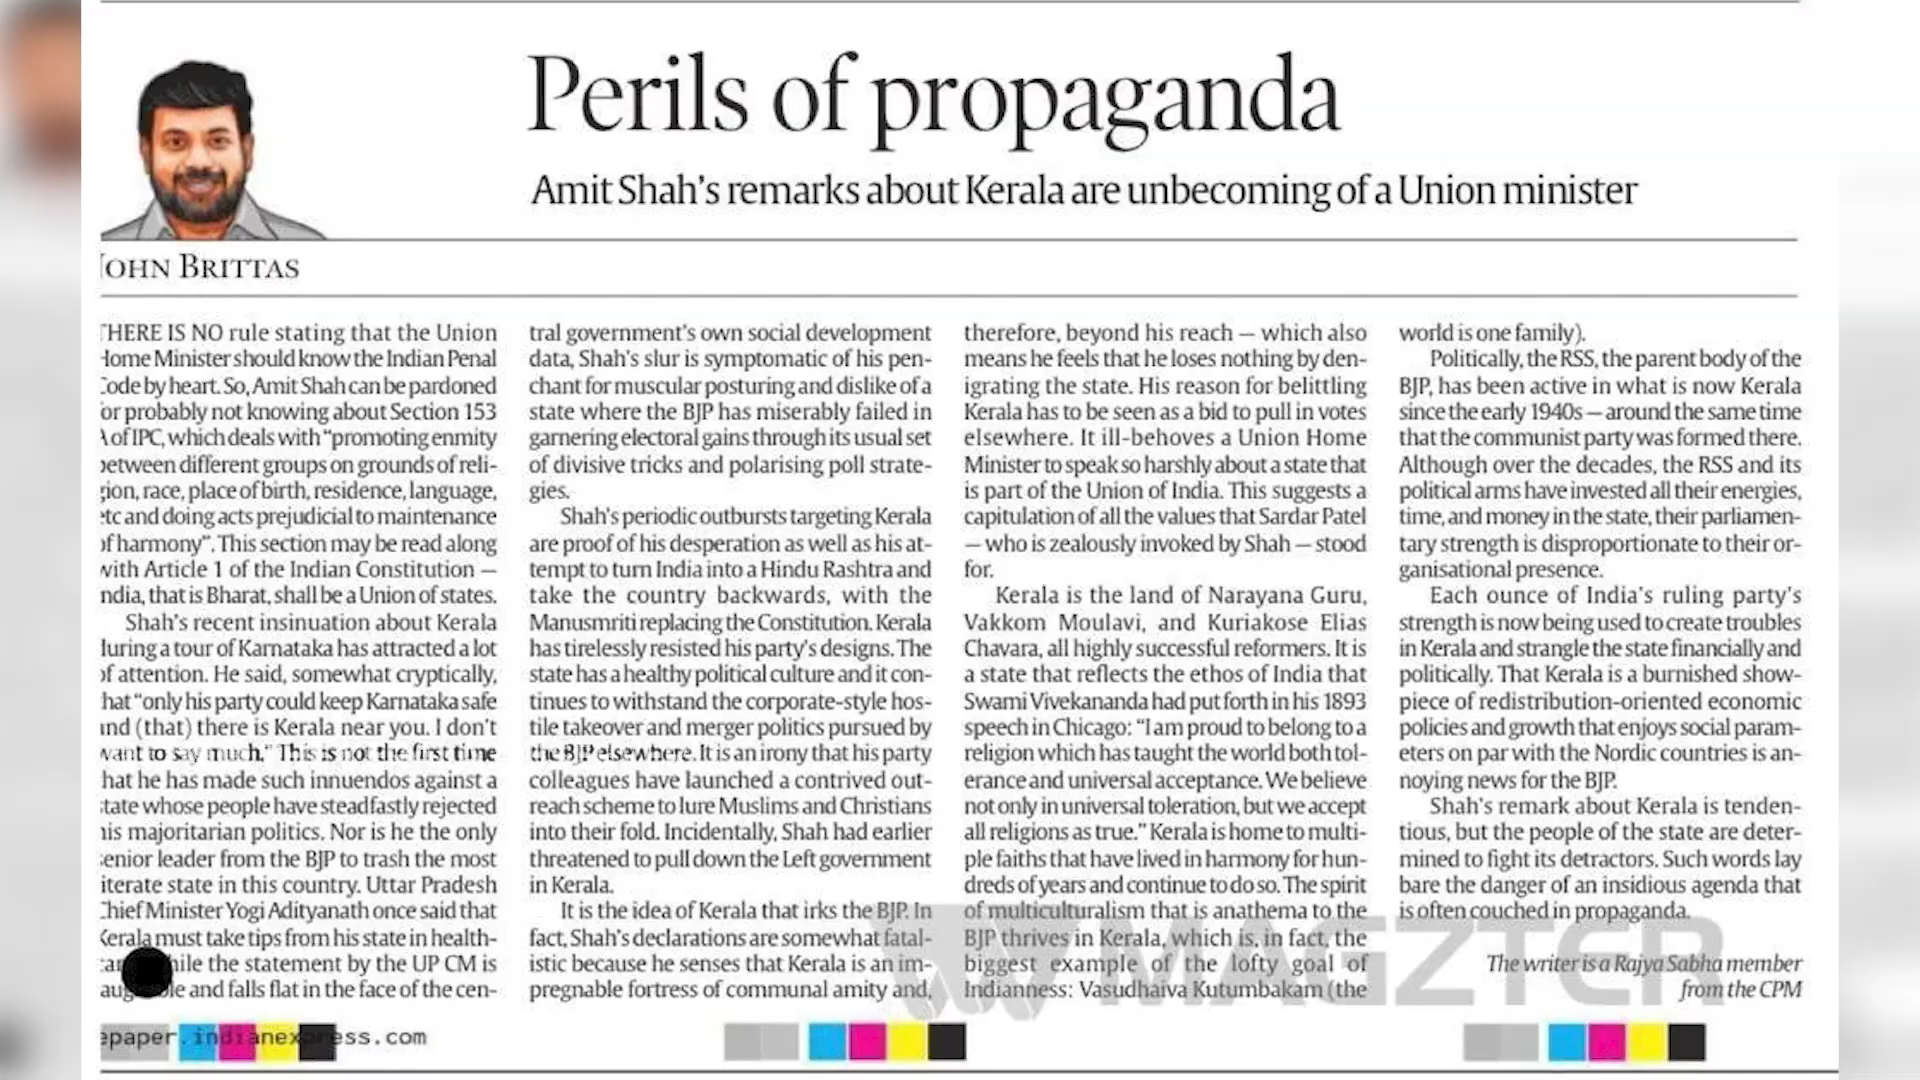 Perils of propaganda
Amit Shah's remarks about Kerala are unbecoming of a Union minister
JOHN BRITTAS
THERE IS NO rule stating that the Union
Home Minister should know the Indian Penal
Code by heart. So, Amit Shah can be pardoned
for probably not knowing about Section 153
A of IPC, which deals with “promoting enmity
between different groups on grounds of reli-
gion, race, place of birth, residence, language,
etc and doing acts prejudicial to maintenance
of harmony”. This section may be read along
with Article 1 of the Indian Constitution —
India, that is Bharat, shall be a Union of states.
Shah's recent insinuation about Kerala
during a tour of Karnataka has attracted a lot
of attention. He said, somewhat cryptically,
that “only his party could keep Karnataka safe
and (that) there is Kerala near you. I don't
want to say much.” This is not the first time
that he has made such innuendos against a
state whose people have steadfastly rejected
his majoritarian politics. Nor is he the only
senior leader from the BJP to trash the most
literate state in this country. Uttar Pradesh
Chief Minister Yogi Adityanath once said that
Kerala must take tips from his state in health-
care. While the statement by the UP CM is
and falls flat in the face of the cen-
tral government's own social development
data, Shah's slur is symptomatic of his pen-
chant for muscular posturing and dislike of a
state where the BJP has miserably failed in
garnering electoral gains through its usual set
of divisive tricks and polarising poll strate-
gies.
Shah's periodic outbursts targeting Kerala
are proof of his desperation as well as his at-
tempt to turn India into a Hindu Rashtra and
take the country backwards, with the
Manusmriti replacing the Constitution. Kerala
has tirelessly resisted his party's designs. The
state has a healthy political culture and it con-
tinues to withstand the corporate-style hos-
tile takeover and merger politics pursued by
the BJP elsewhere. It is an irony that his party
colleagues have launched a contrived out-
reach scheme to lure Muslims and Christians
into their fold. Incidentally, Shah had earlier
threatened to pull down the Left government
in Kerala.
It is the idea of Kerala that irks the BJP. In
fact, Shah's declarations are somewhat fatal-
istic because he senses that Kerala is an im-
pregnable fortress of communal amity and,
therefore, beyond his reach — which also
means he feels that he loses nothing by den-
igrating the state. His reason for belittling
Kerala has to be seen as a bid to pull in votes
elsewhere. It ill-behoves a Union Home
Minister to speak so harshly about a state that
is part of the Union of India. This suggests a
capitulation of all the values that Sardar Patel
— who is zealously invoked by Shah — stood
for.
Kerala is the land of Narayana Guru,
Vakkom Moulavi, and Kuriakose Elias
Chavara, all highly successful reformers. It is
a state that reflects the ethos of India that
Swami Vivekananda had put forth in his 1893
speech in Chicago: “I am proud to belong to a
religion which has taught the world both tol-
erance and universal acceptance. We believe
not only in universal toleration, but we accept
all religions as true.” Kerala is home to multi-
ple faiths that have lived in harmony for hun-
dreds of years and continue to do so. The spirit
of multiculturalism that is anathema to the
BJP thrives in Kerala, which is, in fact, the
biggest example of the lofty goal of
Indianness: Vasudhaiva Kutumbakam (the
world is one family).
Politically, the RSS, the parent body of the
BJP, has been active in what is now Kerala
since the early 1940s — around the same time
that the communist party was formed there.
Although over the decades, the RSS and its
political arms have invested all their energies,
time, and money in the state, their parliamen-
tary strength is disproportionate to their or-
ganisational presence.
Each ounce of India's ruling party's
strength is now being used to create troubles
in Kerala and strangle the state financially and
politically. That Kerala is a burnished show-
piece of redistribution-oriented economic
policies and growth that enjoys social param-
eters on par with the Nordic countries is an-
noying news for the BJP.
Shah's remark about Kerala is tenden-
tious, but the people of the state are deter-
mined to fight its detractors. Such words lay
bare the danger of an insidious agenda that
is often couched in propaganda.
The writer is a Rajya Sabha member
from the CPM
MAGZTER
epaper.indianexpress.com